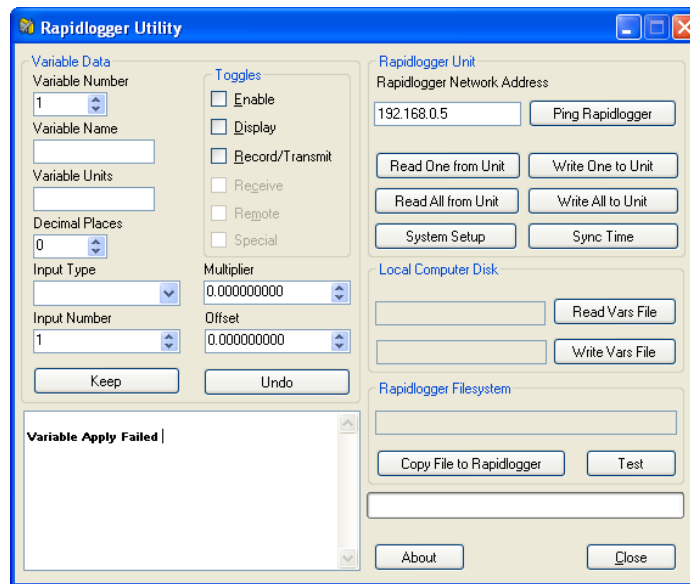 Rapidlogger Utility
Variable Data
Variable Number
1
Variable Name
Variable Units
Decimal Places
0
Input Type
Input Number
1
Keep
Toggles
Enable
Display
Record/Transmit
Receive
Remote
Special
Multiplier
0.000000000
Offset
0.000000000
Undo
Variable Apply Failed
Rapidlogger Unit
Rapidlogger Network Address
192.168.0.5
Ping Rapidlogger
Read One from Unit
Write One to Unit
Read All from Unit
Write All to Unit
System Setup
Sync Time
Local Computer Disk
Read Vars File
Write Vars File
Rapidlogger Filesystem
Copy File to Rapidlogger
Test
About
Close